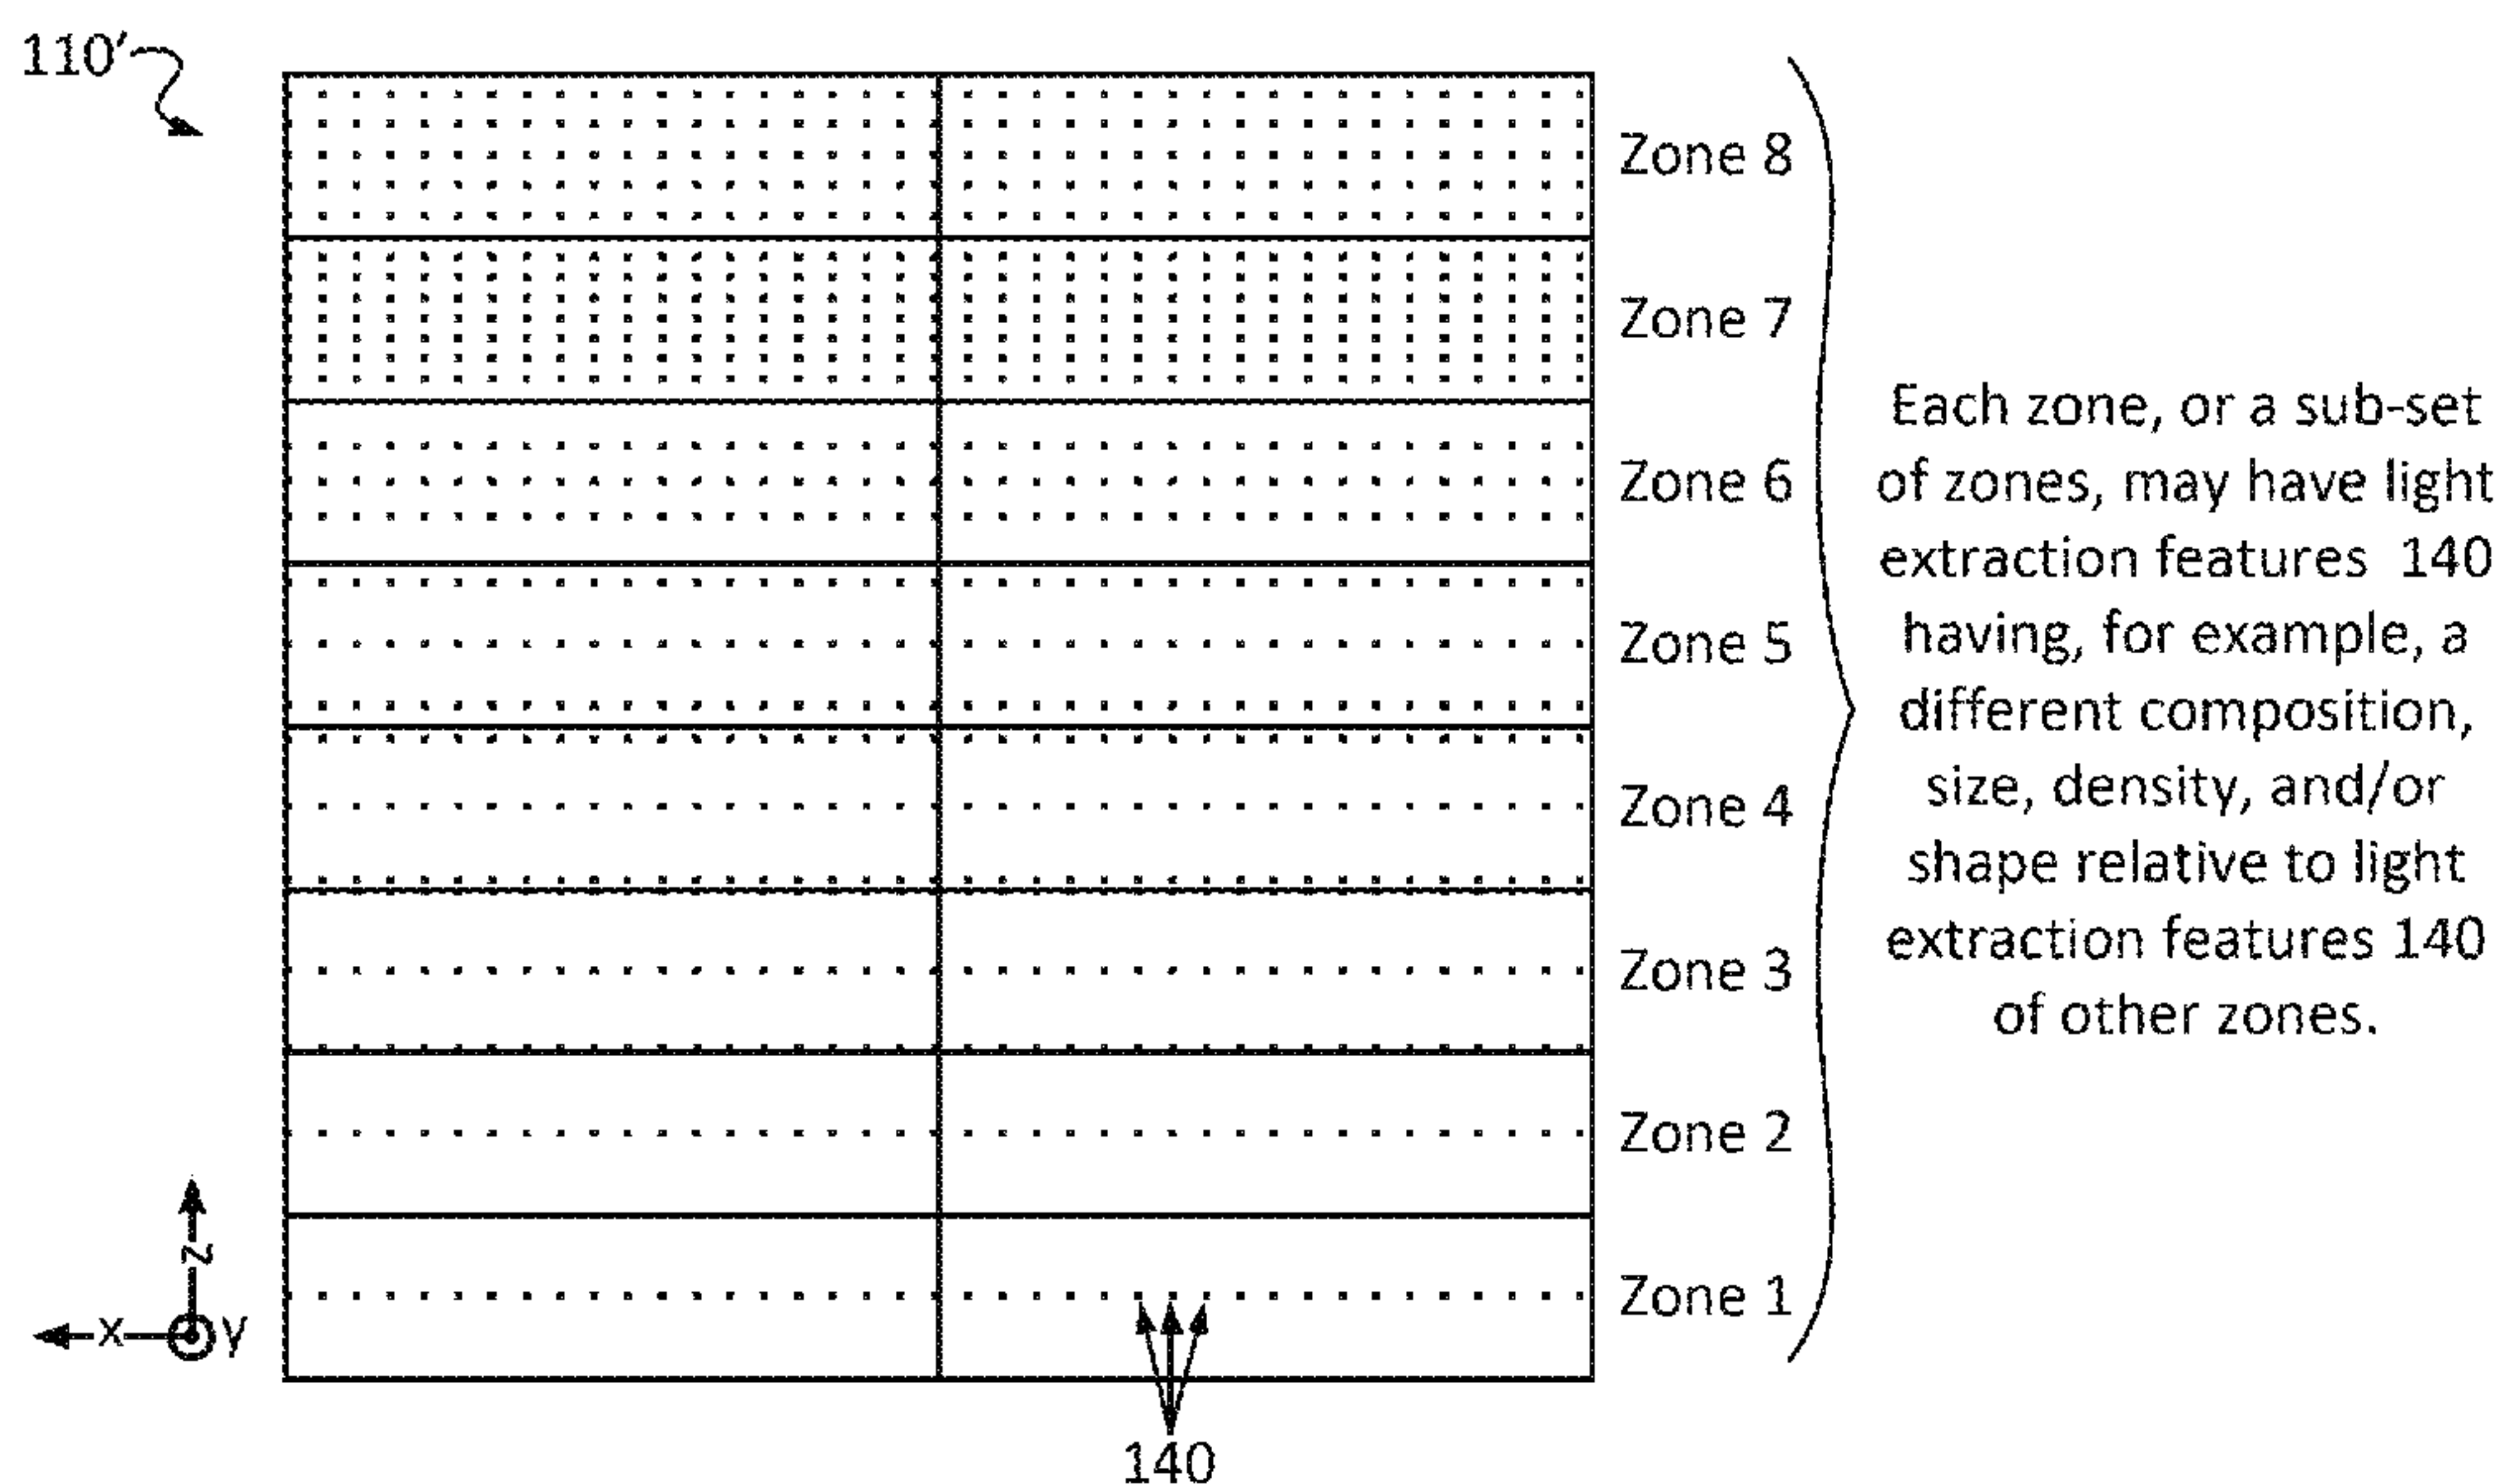 110'
Zone 8
Zone 7
Zone 6
Zone 5
Zone 4
Zone 3
Zone 2
Zone 1
Each zone, or a sub-set
of zones, may have light
extraction features 140
having, for example, a
different composition,
size, density, and/or
shape relative to light
extraction features 140
of other zones.
z
x
y
140